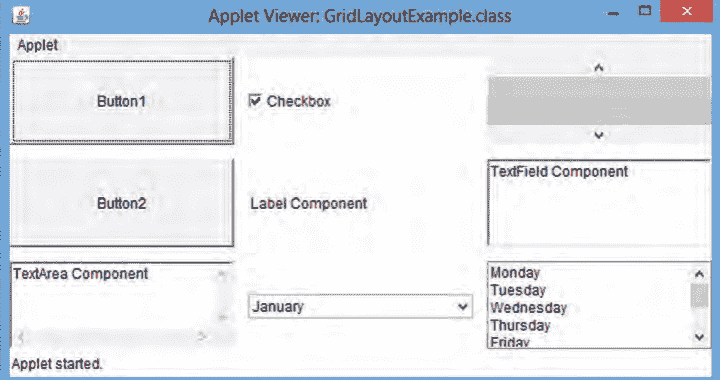 Applet Viewer: GridLayoutExample.class
Applet
Button1
Checkbox
Button2
Label Component
TextField Component
TextArea Component
January
Monday
Tuesday
Wednesday
Thursday
Friday
Applet started.